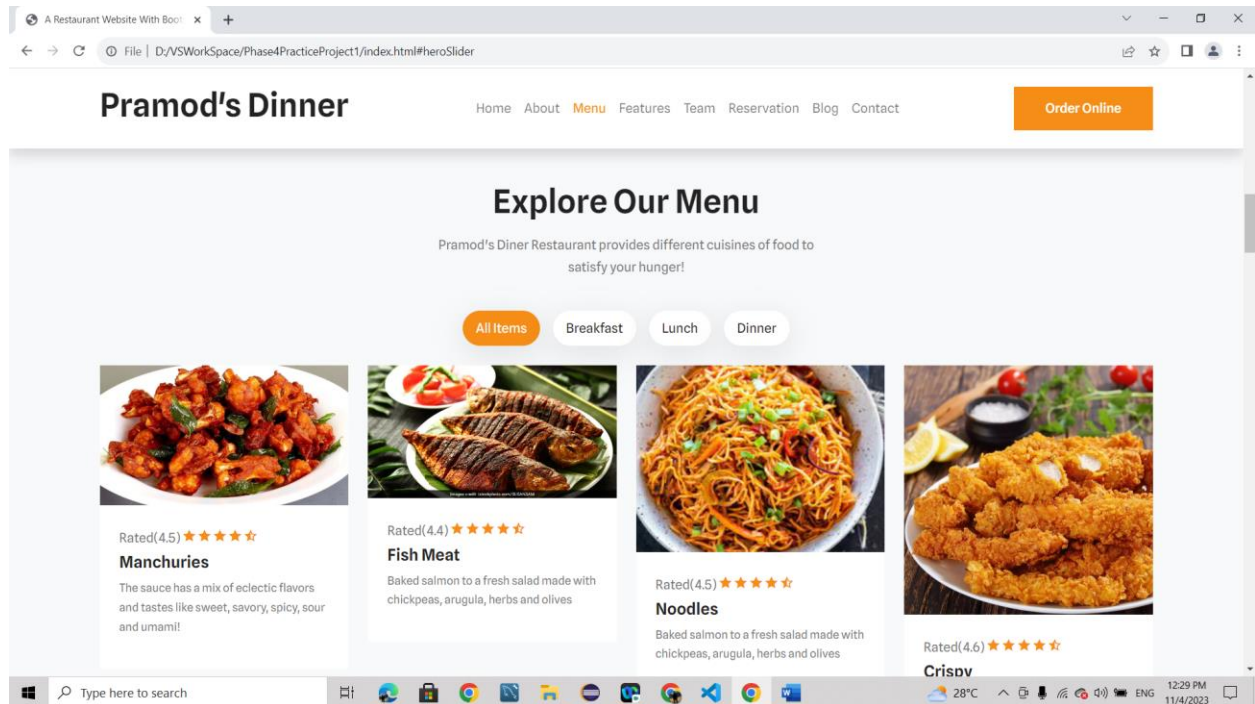 A Restaurant Website With Boot
File | D:/VSWorkSpace/Phase4PracticeProject1/index.html#heroSlider
Pramod's Dinner
Home About Menu Features Team Reservation Blog Contact
Order Online
Explore Our Menu
Pramod's Diner Restaurant provides different cuisines of food to
satisfy your hunger!
All Items Breakfast Lunch Dinner
Rated(4.5)
Manchuries
The sauce has a mix of eclectic flavors
and tastes like sweet, savory, spicy, sour
and umami!
Rated(4.4)
Fish Meat
Baked salmon to a fresh salad made with
chickpeas, arugula, herbs and olives
Rated(4.5)
Noodles
Baked salmon to a fresh salad made with
chickpeas, arugula, herbs and olives
Rated(4.6)
Crispy
Type here to search
28°C
ENG
12:29 PM
11/4/2023